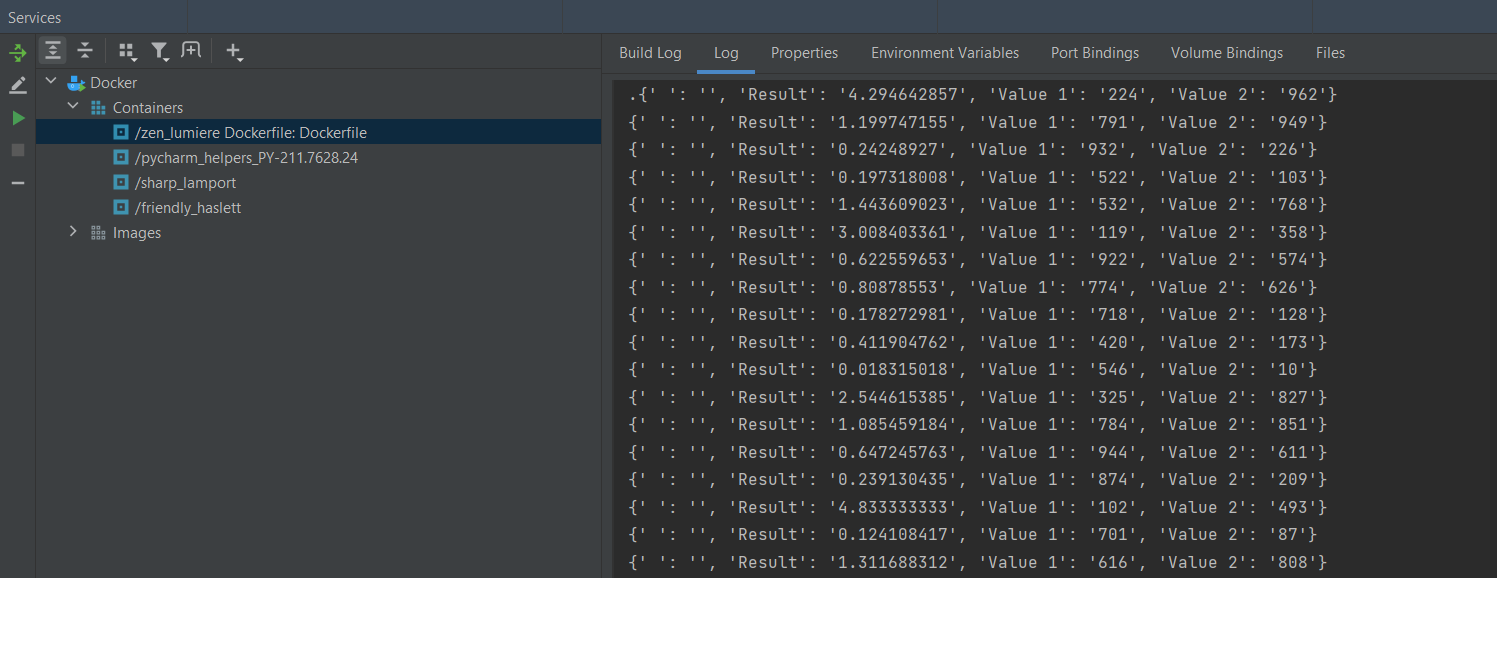 Services
Docker
Containers
/zen_lumiere Dockerfile: Dockerfile
/pycharm_helpers_PY-211.7628.24
/sharp_lamport
/friendly_haslett
Images
Build Log Log Properties Environment Variables Port Bindings Volume Bindings Files
.{' ': '', 'Result': '4.294642857', 'Value 1': '224', 'Value 2': '962'}
{' ': '', 'Result': '1.199747155', 'Value 1': '791', 'Value 2': '949'}
{' ': '', 'Result': '0.24248927', 'Value 1': '932', 'Value 2': '226'}
{' ': '', 'Result': '0.197318008', 'Value 1': '522', 'Value 2': '103'}
{' ': '', 'Result': '1.443609023', 'Value 1': '532', 'Value 2': '768'}
{' ': '', 'Result': '3.008403361', 'Value 1': '119', 'Value 2': '358'}
{' ': '', 'Result': '0.622559653', 'Value 1': '922', 'Value 2': '574'}
{' ': '', 'Result': '0.80878553', 'Value 1': '774', 'Value 2': '626'}
{' ': '', 'Result': '0.178272981', 'Value 1': '718', 'Value 2': '128'}
{' ': '', 'Result': '0.411904762', 'Value 1': '420', 'Value 2': '173'}
{' ': '', 'Result': '0.018315018', 'Value 1': '546', 'Value 2': '10'}
{' ': '', 'Result': '2.544615385', 'Value 1': '325', 'Value 2': '827'}
{' ': '', 'Result': '1.085459184', 'Value 1': '784', 'Value 2': '851'}
{' ': '', 'Result': '0.647245763', 'Value 1': '944', 'Value 2': '611'}
{' ': '', 'Result': '0.239130435', 'Value 1': '874', 'Value 2': '209'}
{' ': '', 'Result': '4.833333333', 'Value 1': '102', 'Value 2': '493'}
{' ': '', 'Result': '0.124108417', 'Value 1': '701', 'Value 2': '87'}
{' ': '', 'Result': '1.311688312', 'Value 1': '616', 'Value 2': '808'}